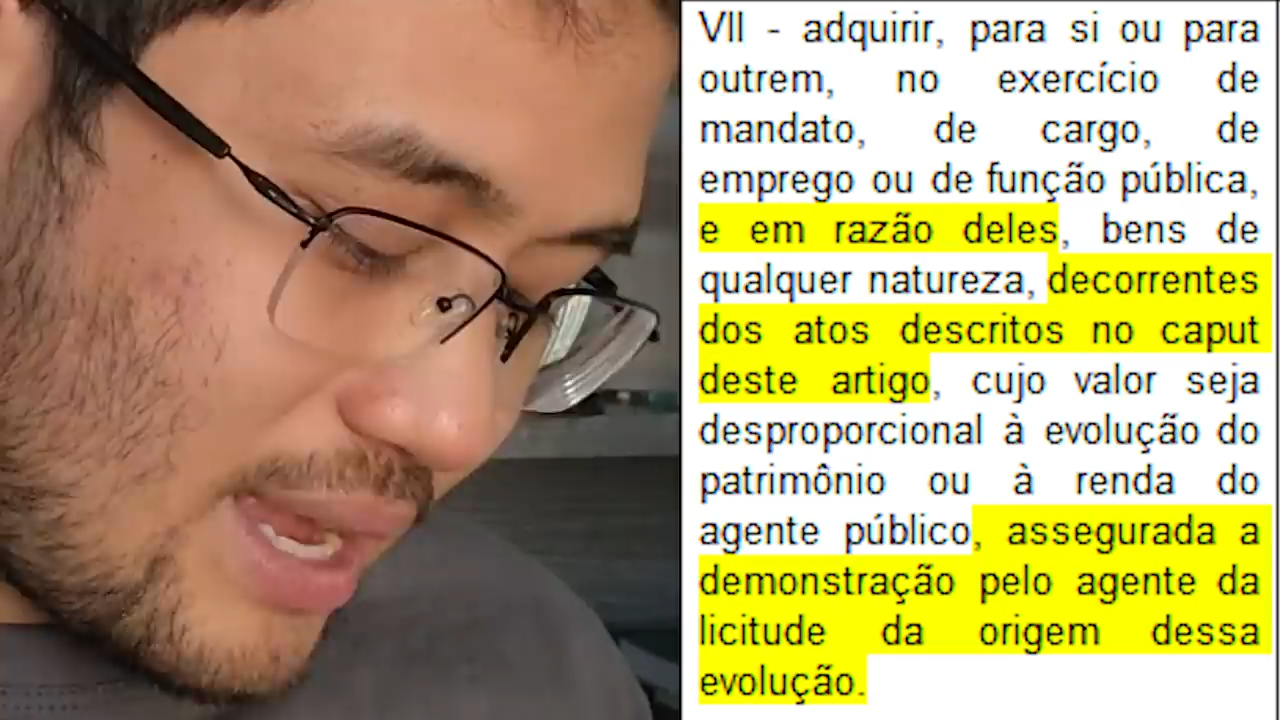 VII - adquirir, para si ou para
outrem, no exercício de
mandato, de cargo, de
emprego ou de função pública,
e em razão deles, bens de
qualquer natureza, decorrentes
dos atos descritos no caput
deste artigo, cujo valor seja
desproporcional à evolução do
patrimônio ou à renda do
agente público, assegurada a
demonstração pelo agente da
licitude da origem dessa
evolução.